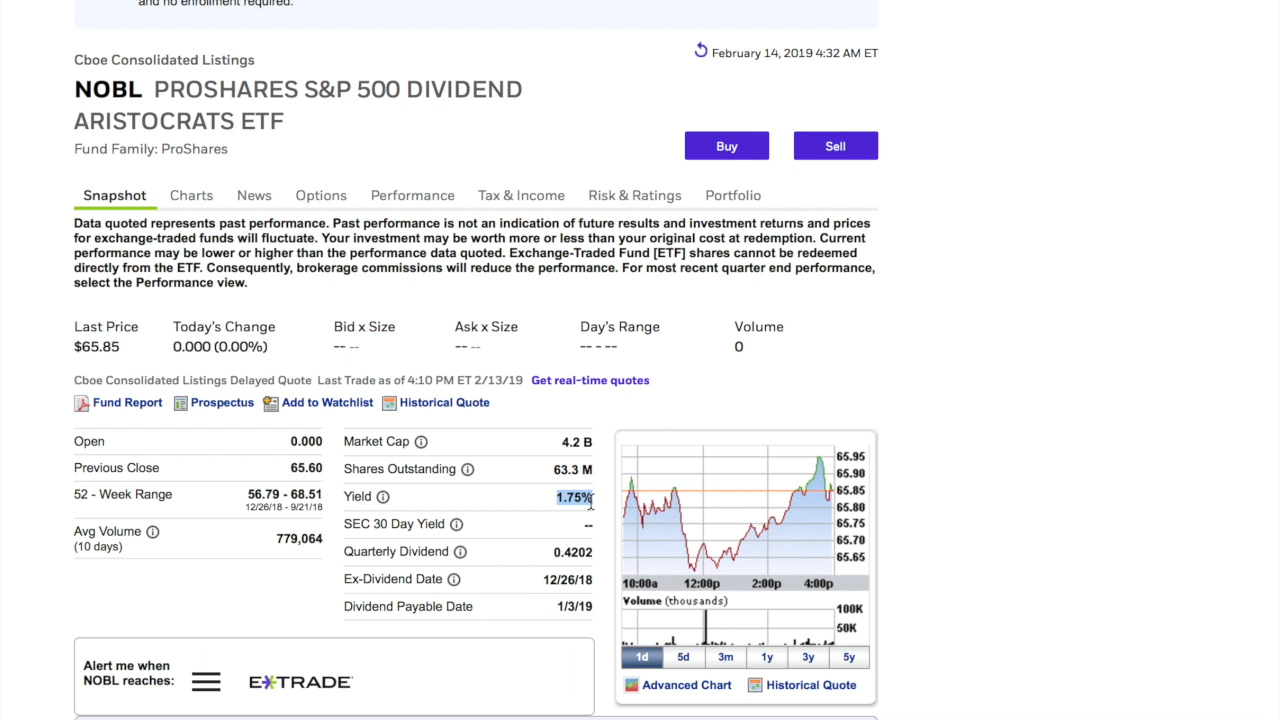 and no enrollment required.
Cboe Consolidated Listings
February 14, 2019 4:32 AM ET
NOBL PROSHARES S&P 500 DIVIDEND
ARISTOCRATS ETF
Fund Family: ProShares
Buy
Sell
Snapshot Charts News Options Performance Tax & Income Risk & Ratings Portfolio
Data quoted represents past performance. Past performance is not an indication of future results and investment returns and prices
for exchange-traded funds will fluctuate. Your investment may be worth more or less than your original cost at redemption. Current
performance may be lower or higher than the performance data quoted. Exchange-Traded Fund [ETF] shares cannot be redeemed
directly from the ETF. Consequently, brokerage commissions will reduce the performance. For most recent quarter end performance,
select the Performance view.
Last Price Today's Change Bid x Size Ask x Size Day's Range Volume
$65.85 0.000 (0.00%) -- -- -- -- -- - -- 0
Cboe Consolidated Listings Delayed Quote Last Trade as of 4:10 PM ET 2/13/19 Get real-time quotes
Fund Report Prospectus Add to Watchlist Historical Quote
Open 0.000
Previous Close 65.60
52 - Week Range 56.79 - 68.51
12/26/18 - 9/21/18
Avg Volume
(10 days)
779,064
Market Cap 4.2 B
Shares Outstanding 63.3 M
Yield 1.75%
SEC 30 Day Yield --
Quarterly Dividend 0.4202
Ex-Dividend Date 12/26/18
Dividend Payable Date 1/3/19
65.95
65.90
65.85
65.80
65.75
65.70
65.65
10:00a 12:00p 2:00p 4:00p
Volume (thousands)
100K
50K
1d 5d 3m 1y 3y 5y
Advanced Chart Historical Quote
Alert me when
NOBL reaches:
E*TRADE